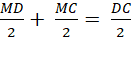 MD/2 + MC/2 = DC/2